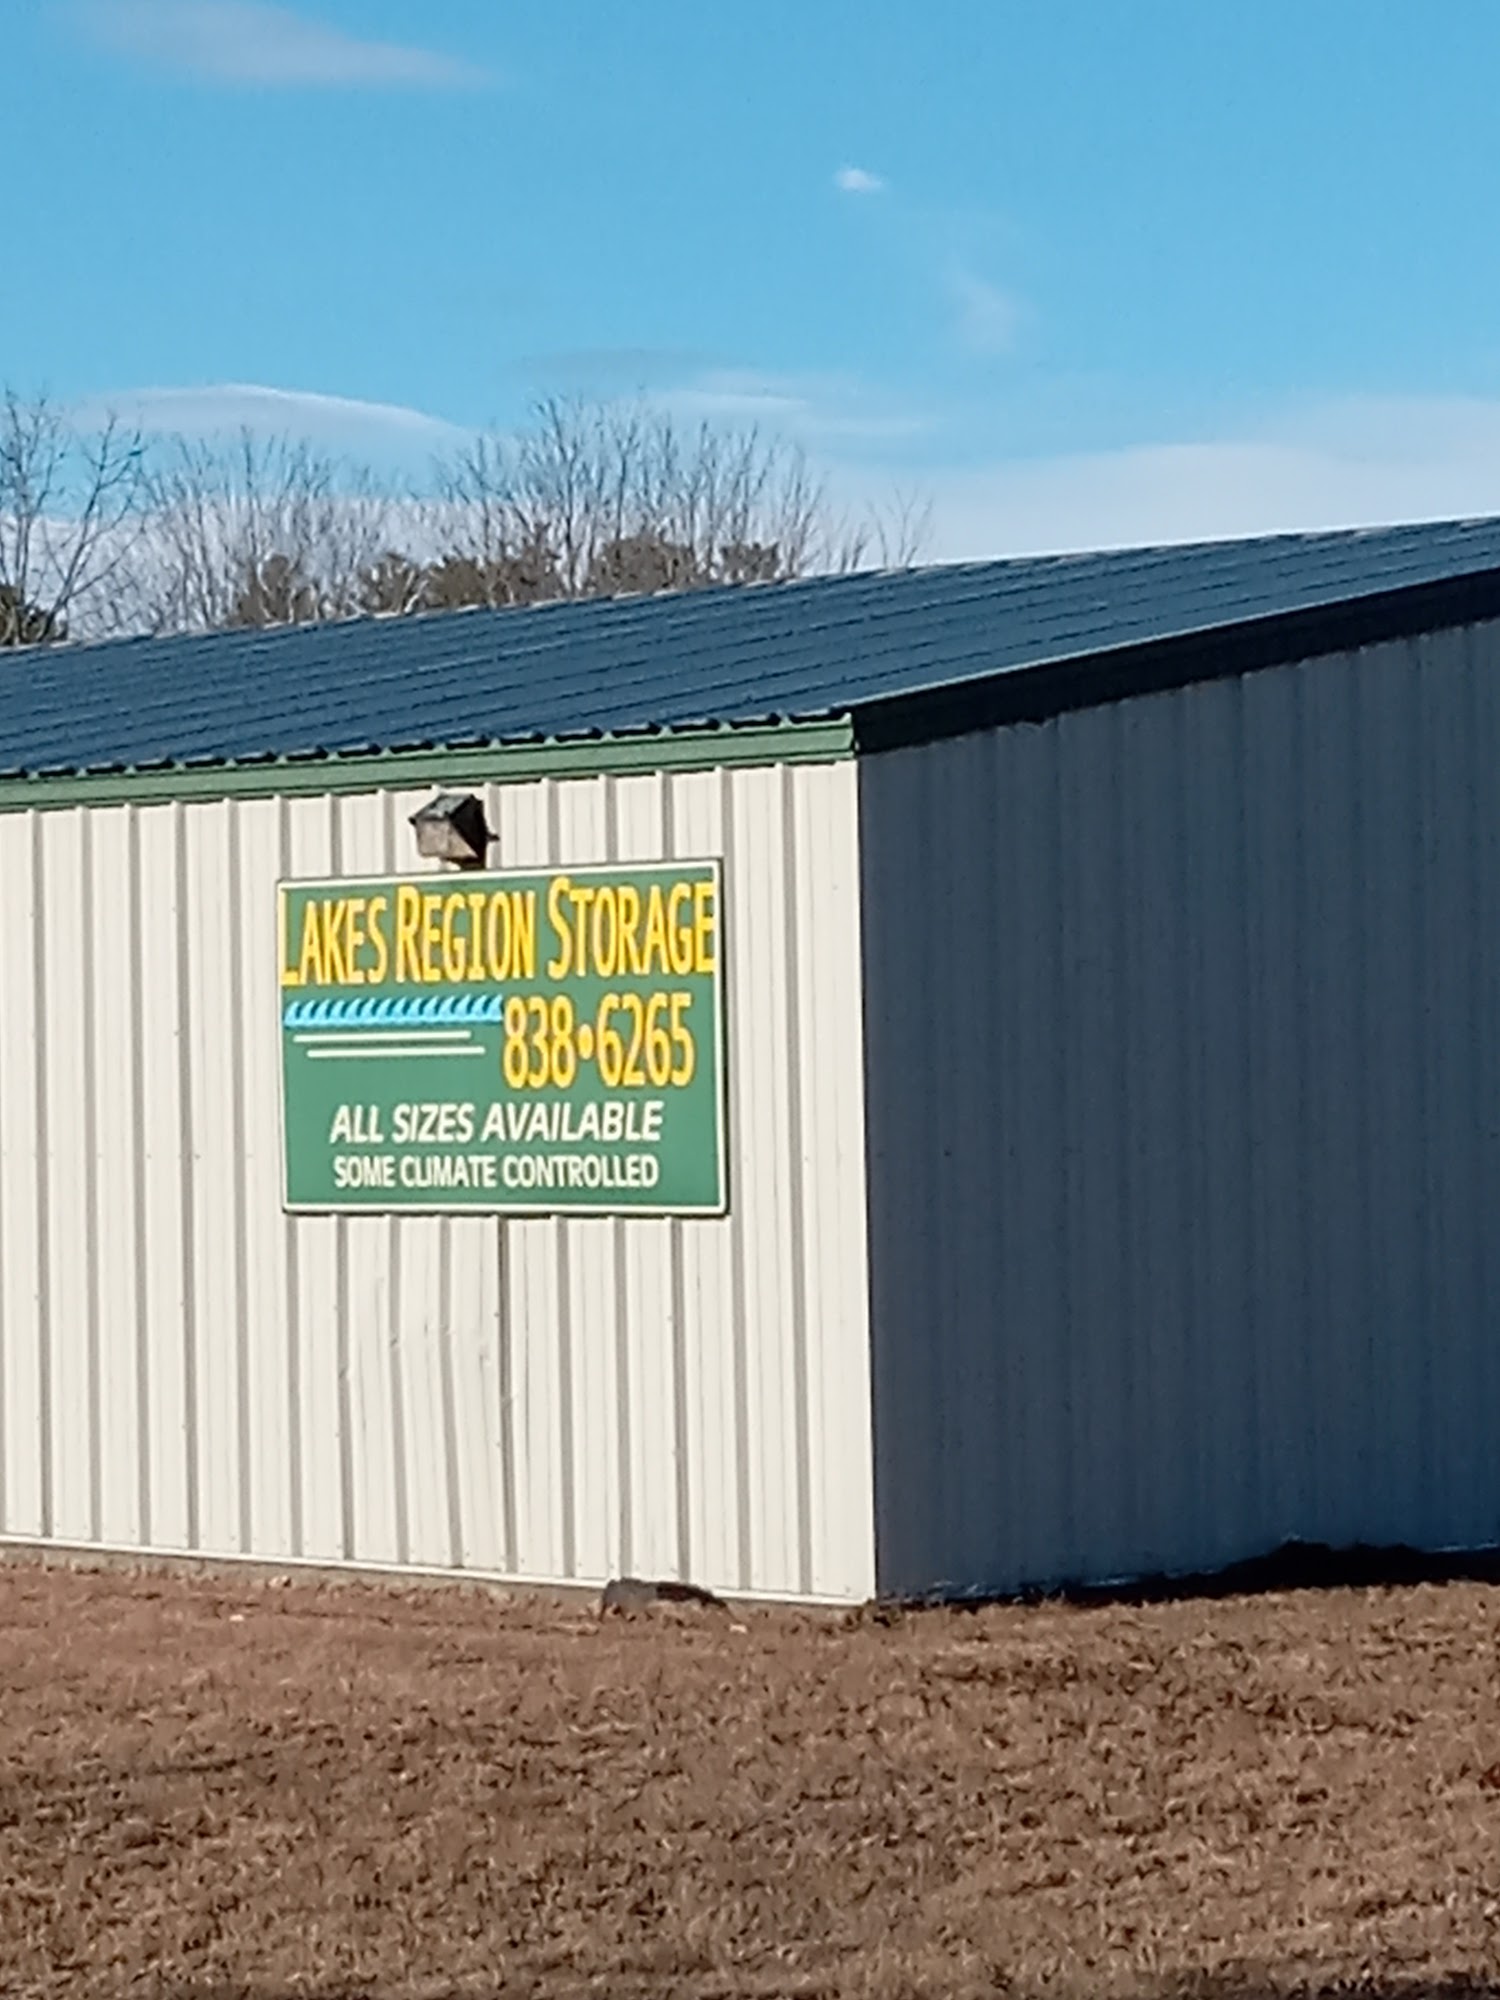 LAKES REGION STORAGE
838•6265
ALL SIZES AVAILABLE
SOME CLIMATE CONTROLLED